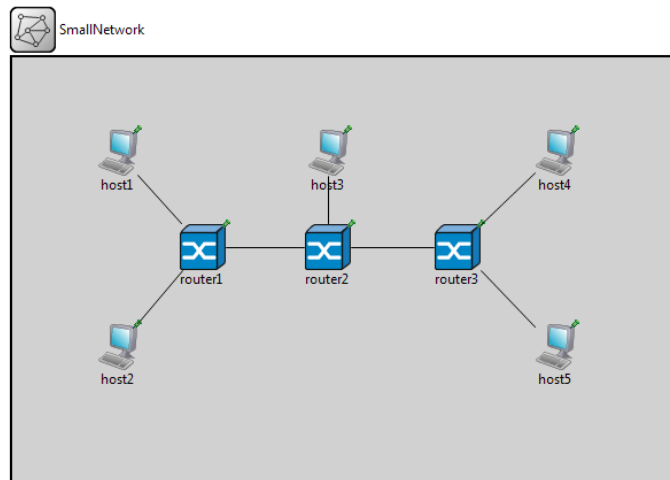 SmallNetwork
host1
host3
host4
router1
router2
router3
host2
host5